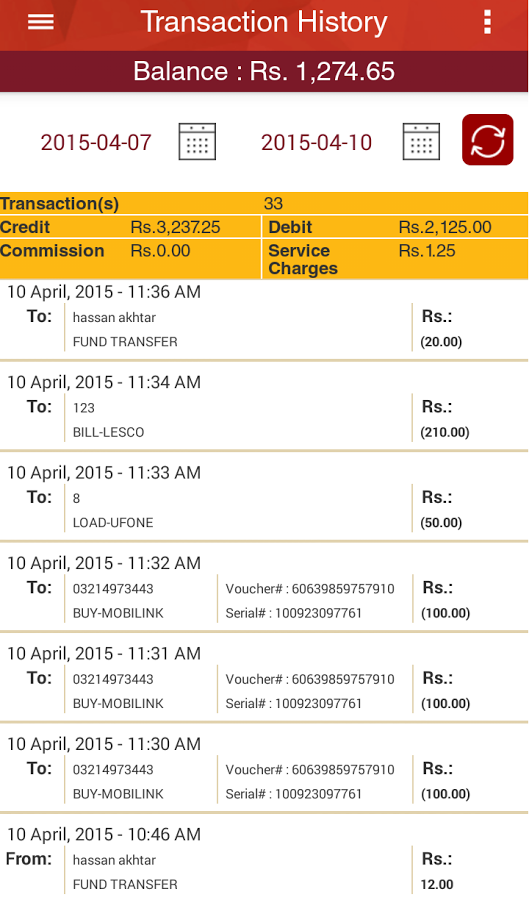 Transaction History
Balance : Rs. 1,274.65
2015-04-07 2015-04-10
Transaction(s) 33
Credit Rs.3,237.25 Debit Rs.2,125.00
Commission Rs.0.00 Service Charges Rs.1.25
10 April, 2015 - 11:36 AM
To: hassan akhtar Rs.:
FUND TRANSFER (20.00)
10 April, 2015 - 11:34 AM
To: 123 Rs.:
BILL-LESCO (210.00)
10 April, 2015 - 11:33 AM
To: 8 Rs.:
LOAD-UFONE (50.00)
10 April, 2015 - 11:32 AM
To: 03214973443 Voucher# : 60639859757910 Rs.:
BUY-MOBILINK Serial# : 100923097761 (100.00)
10 April, 2015 - 11:31 AM
To: 03214973443 Voucher# : 60639859757910 Rs.:
BUY-MOBILINK Serial# : 100923097761 (100.00)
10 April, 2015 - 11:30 AM
To: 03214973443 Voucher# : 60639859757910 Rs.:
BUY-MOBILINK Serial# : 100923097761 (100.00)
10 April, 2015 - 10:46 AM
From: hassan akhtar Rs.:
FUND TRANSFER 12.00